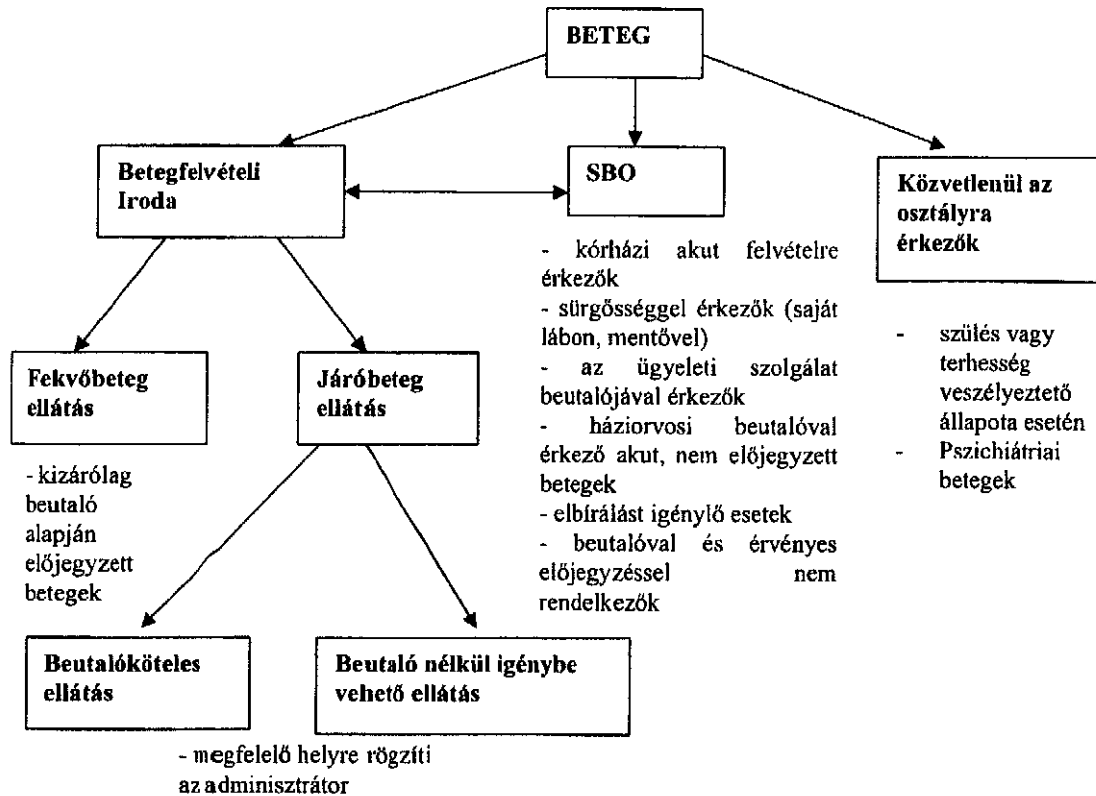 BETEG
Betegfelvételi
Iroda
SBO
Közvetlenül az
osztályra
érkezők
- kórházi akut felvételre
érkezők
- sürgősséggel érkezők (saját
lábon, mentővel)
- az ügyeleti szolgálat
beutalójával érkezők
- háziorvosi beutalóval
érkező akut, nem előjegyzett
betegek
- elbírálást igénylő esetek
- beutalóval és érvényes
előjegyzéssel nem
rendelkezők
- szülés vagy
terhesség
veszélyeztető
állapota esetén
- Pszichiátriai
betegek
Fekvőbeteg
ellátás
Járóbeteg
ellátás
- kizárólag
beutaló
alapján
előjegyzett
betegek
Beutalóköteles
ellátás
Beutaló nélkül igénybe
vehető ellátás
- megfelelő helyre rögzíti
az adminisztrátor